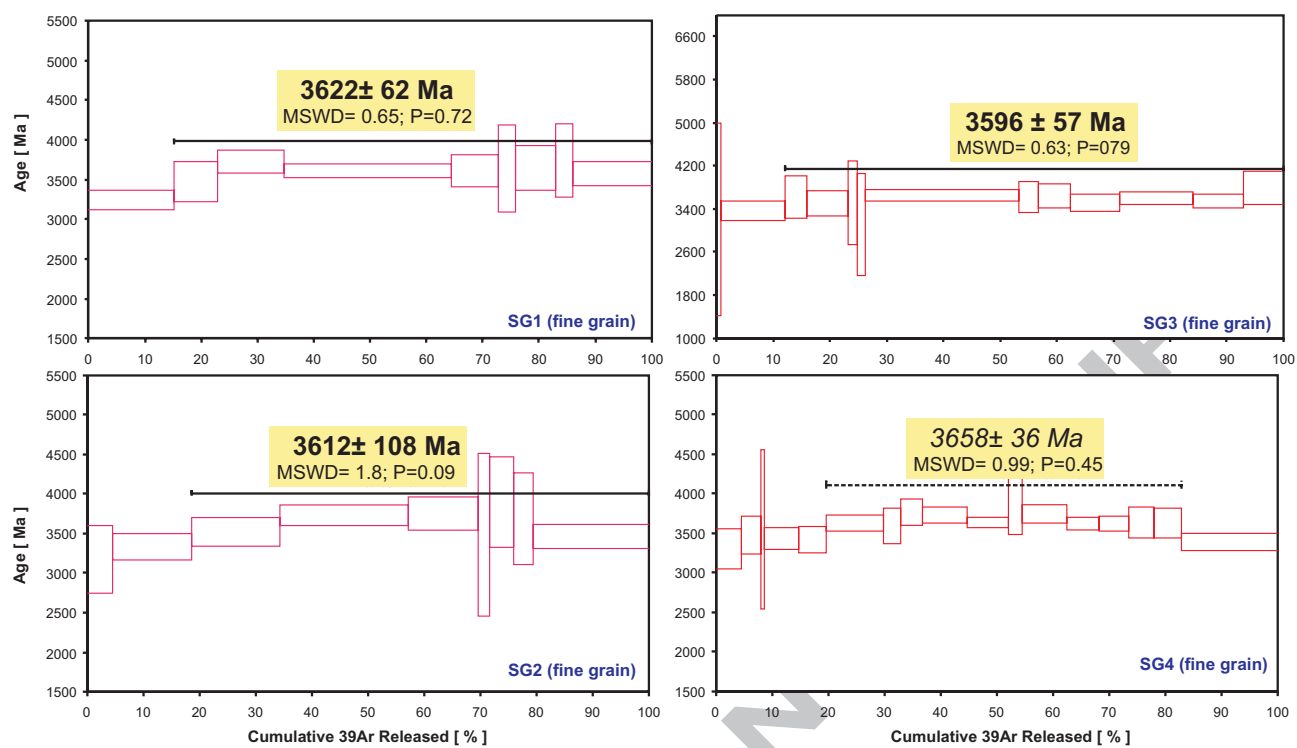 5500
5000
4500
4000
3500
3000
2500
2000
1500
Age [ Ma ]
3622± 62 Ma
MSWD= 0.65; P=0.72
SG1 (fine grain)
0 10 20 30 40 50 60 70 80 90 100
6600
5800
5000
4200
3400
2600
1800
1000
3596 ± 57 Ma
MSWD= 0.63; P=079
SG3 (fine grain)
0 10 20 30 40 50 60 70 80 90 100
5500
5000
4500
4000
3500
3000
2500
2000
1500
Age [ Ma ]
3612± 108 Ma
MSWD= 1.8; P=0.09
SG2 (fine grain)
0 10 20 30 40 50 60 70 80 90 100
Cumulative 39Ar Released [ % ]
5500
5000
4500
4000
3500
3000
2500
2000
1500
3658± 36 Ma
MSWD= 0.99; P=0.45
SG4 (fine grain)
0 10 20 30 40 50 60 70 80 90 100
Cumulative 39Ar Released [ % ]